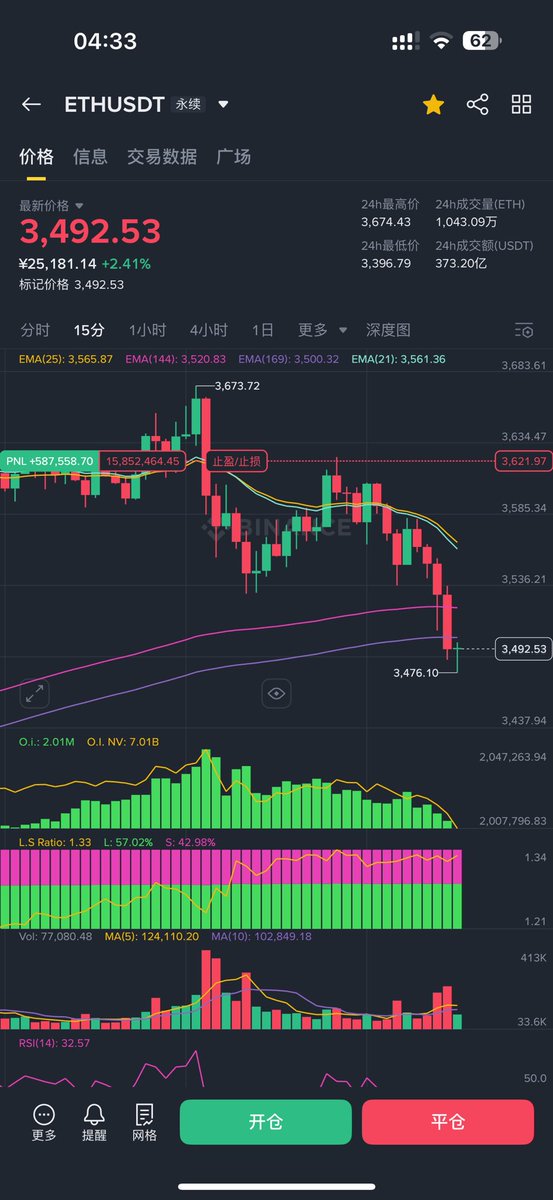 04:33
62
ETHUSDT 永续
价格 信息 交易数据 广场
最新价格
3,492.53
¥25,181.14 +2.41%
标记价格 3,492.53
24h最高价 24h成交量(ETH)
3,674.43 1,043.09万
24h最低价 24h成交额(USDT)
3,396.79 373.20亿
分时 15分 1小时 4小时 1日 更多 深度图
EMA(25): 3,565.87 EMA(144): 3,520.83 EMA(169): 3,500.32 EMA(21): 3,561.36
3,683.61
3,673.72
3,634.47
PNL +587,558.70 15,852,464.45 止盈/止损 3,621.97
3,585.34
BINANCE
3,536.21
3,492.53
3,476.10
3,437.94
O.i.: 2.01M O.I. NV: 7.01B
2,047,263.94
2,007,796.83
L.S Ratio: 1.33 L: 57.02% S: 42.98%
1.34
1.21
Vol: 77,080.48 MA(5): 124,110.20 MA(10): 102,849.18
413K
33.6K
RSI(14): 32.57
50.0
更多 提醒 网格 开仓 平仓